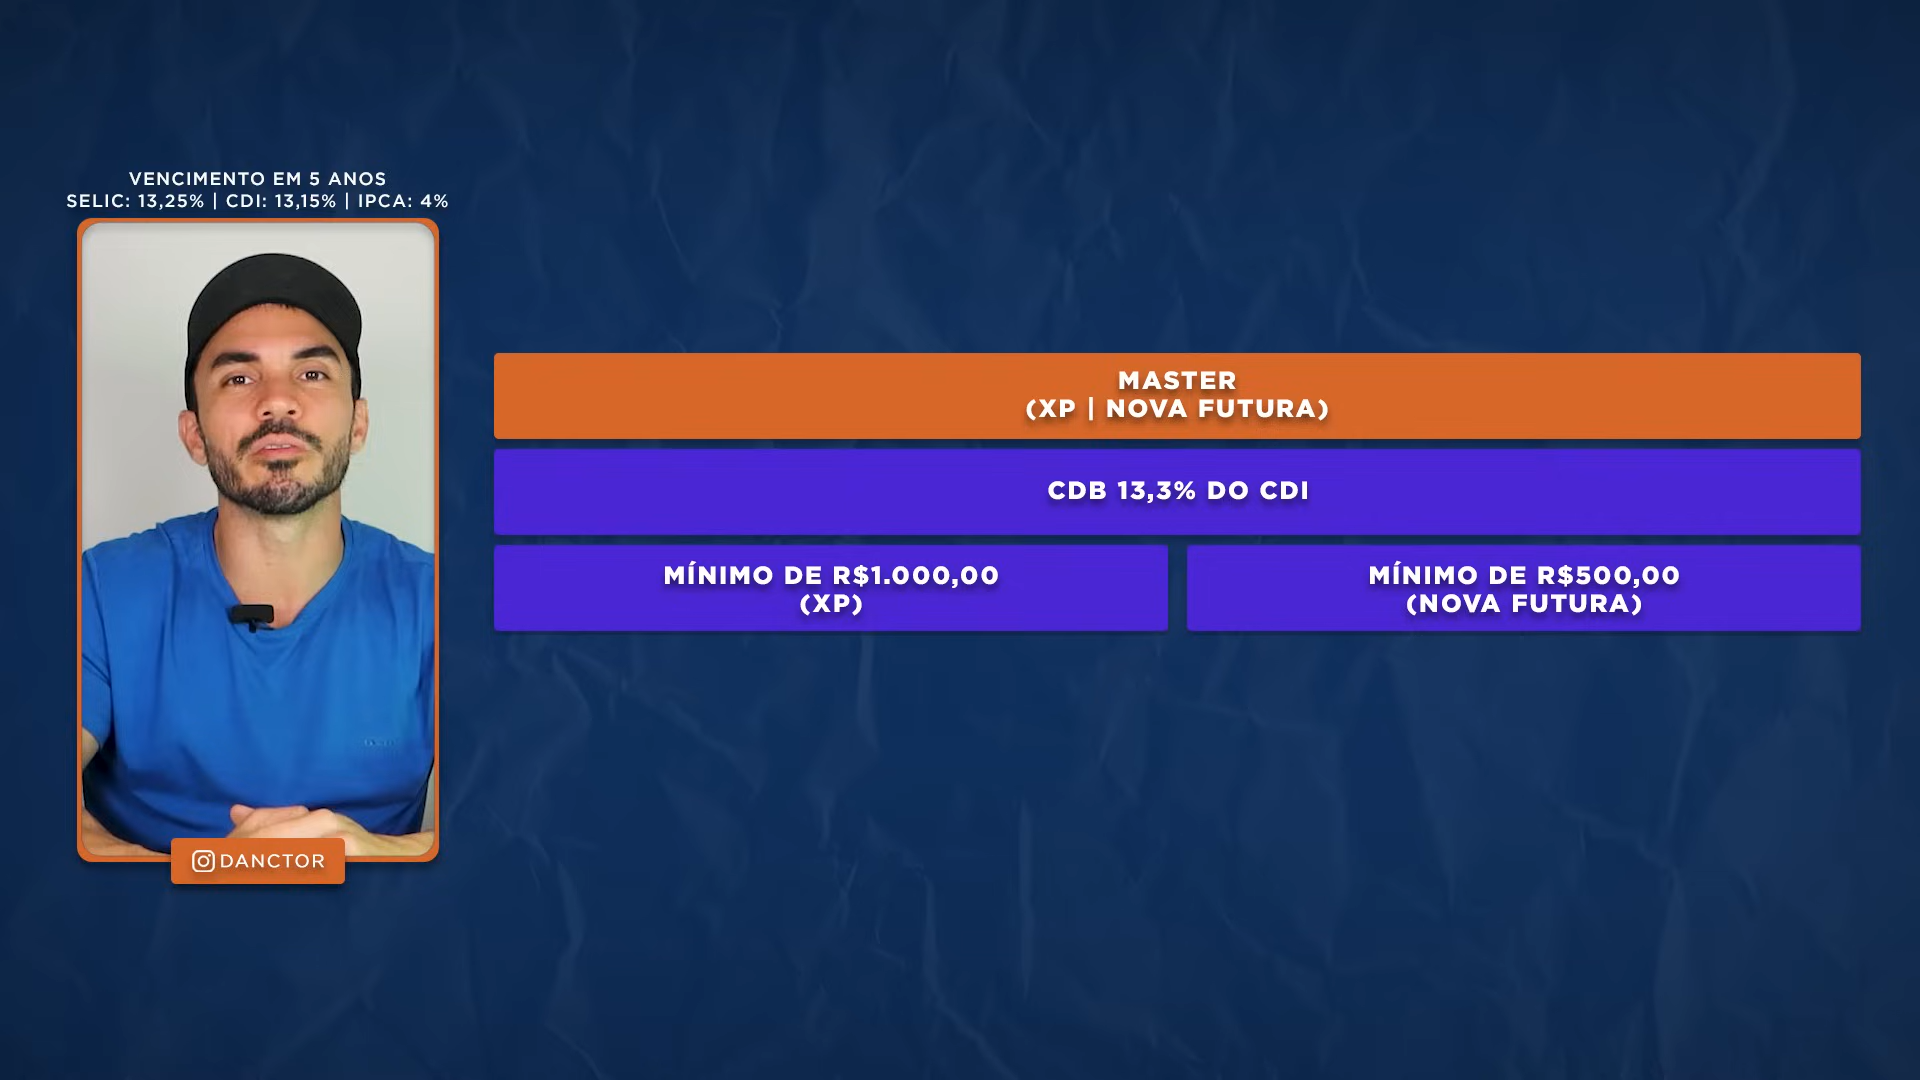 VENCIMENTO EM 5 ANOS
SELIC: 13,25% | CDI: 13,15% | IPCA: 4%
MASTER
(XP | NOVA FUTURA)
CDB 13,3% DO CDI
MÍNIMO DE R$1.000,00
(XP)
MÍNIMO DE R$500,00
(NOVA FUTURA)
DANCTOR